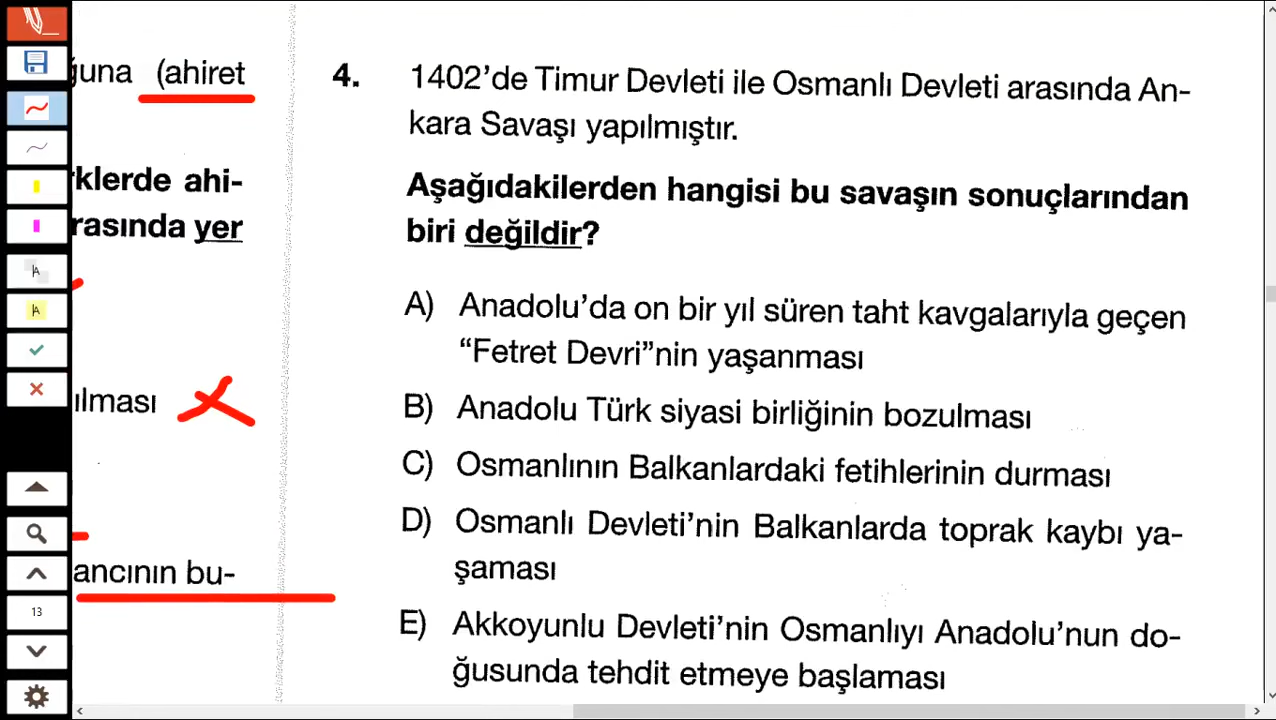 ğuna (ahiret
rklerde ahi-
rasında yer
ılması
ancının bu-
13
4. 1402’de Timur Devleti ile Osmanlı Devleti arasında An-
kara Savaşı yapılmıştır.
Aşağıdakilerden hangisi bu savaşın sonuçlarından
biri değildir?
A) Anadolu’da on bir yıl süren taht kavgalarıyla geçen
“Fetret Devri”nin yaşanması
B) Anadolu Türk siyasi birliğinin bozulması
C) Osmanlının Balkanlardaki fetihlerinin durması
D) Osmanlı Devleti’nin Balkanlarda toprak kaybı ya-
şaması
E) Akkoyunlu Devleti’nin Osmanlıyı Anadolu’nun do-
ğusunda tehdit etmeye başlaması